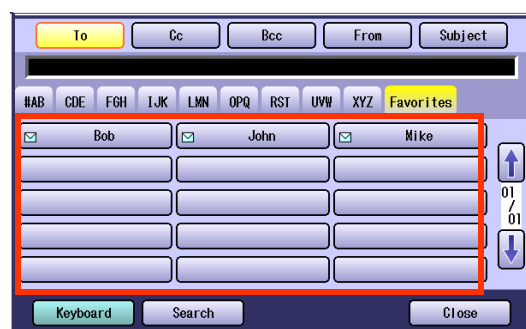 To Cc Bcc From Subject
#AB CDE FGH IJK LMN OPQ RST UVW XYZ Favorites
Bob John Mike
01
/
01
Keyboard Search Close